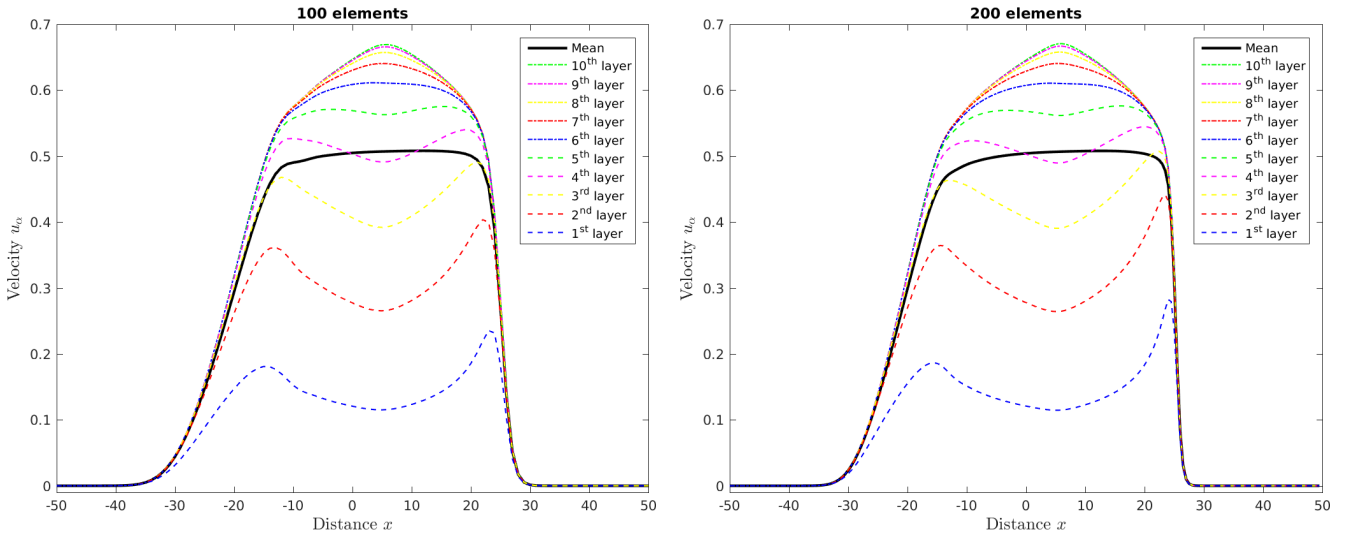 100 elements
0.7
0.6
0.5
0.4
0.3
0.2
0.1
0
Velocity u_α
Mean
10th layer
9th layer
8th layer
7th layer
6th layer
5th layer
4th layer
3rd layer
2nd layer
1st layer
-50 -40 -30 -20 -10 0 10 20 30 40 50
Distance x
200 elements
0.7
0.6
0.5
0.4
0.3
0.2
0.1
0
Velocity u_α
Mean
10th layer
9th layer
8th layer
7th layer
6th layer
5th layer
4th layer
3rd layer
2nd layer
1st layer
-50 -40 -30 -20 -10 0 10 20 30 40 50
Distance x